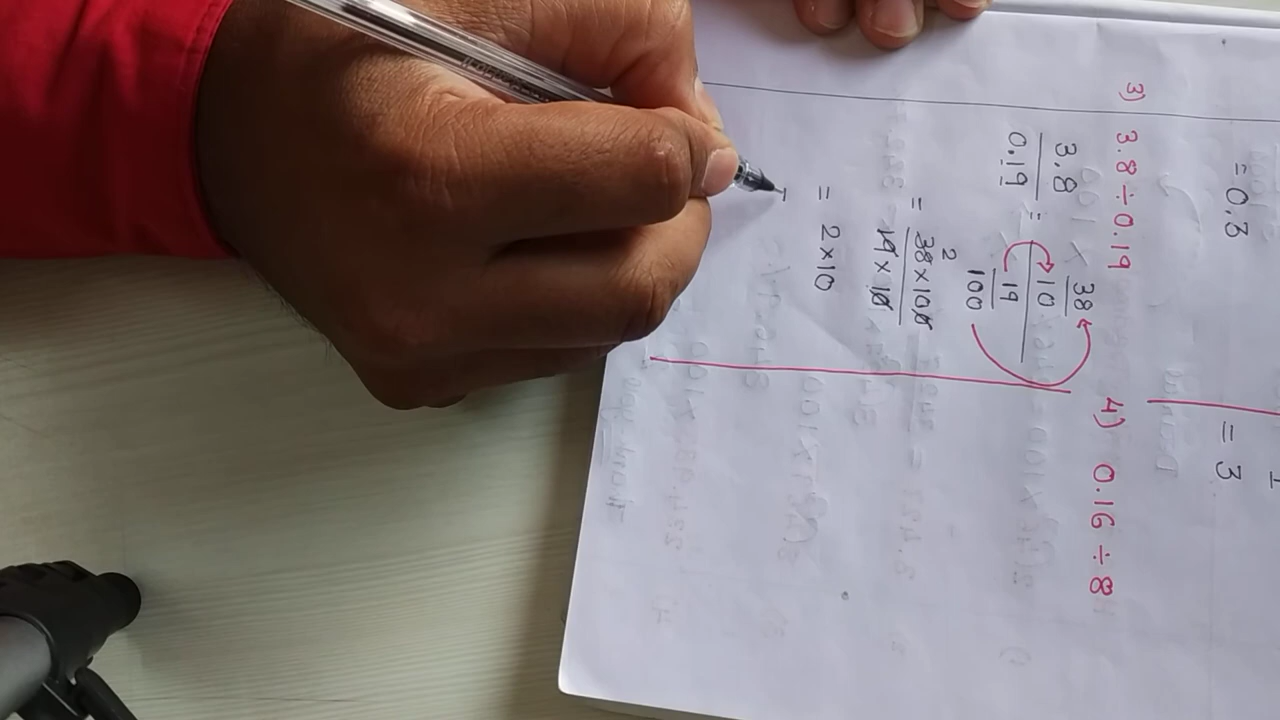 = 0.3
= 3
3) 3.8 ÷ 0.19
3.8
0.19
=
38
10
19
100
2
= 38 × 100
19 × 10
= 2 × 10
4) 0.16 ÷ 8